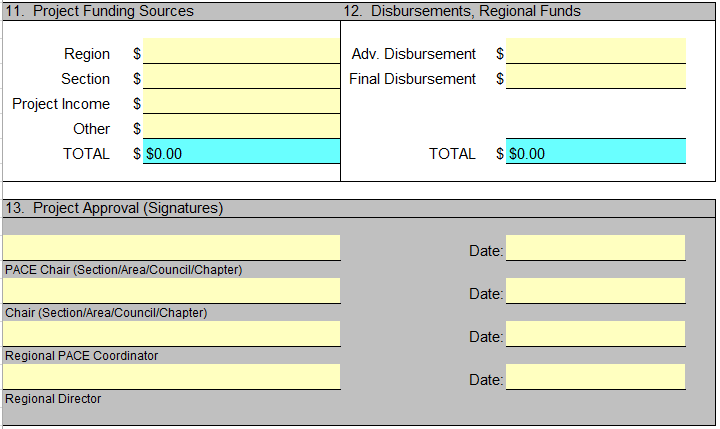 11. Project Funding Sources
12. Disbursements, Regional Funds
Region $
Adv. Disbursement $
Section $
Final Disbursement $
Project Income $
Other $
TOTAL $ $0.00
TOTAL $ $0.00
13. Project Approval (Signatures)
Date:
PACE Chair (Section/Area/Council/Chapter)
Date:
Chair (Section/Area/Council/Chapter)
Date:
Regional PACE Coordinator
Date:
Regional Director